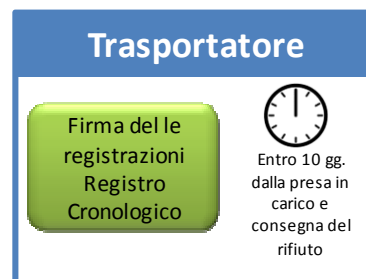 Trasportatore
Firma del le
registrazioni
Registro
Cronologico
Entro 10 gg.
dalla presa in
carico e
consegna del
rifiuto